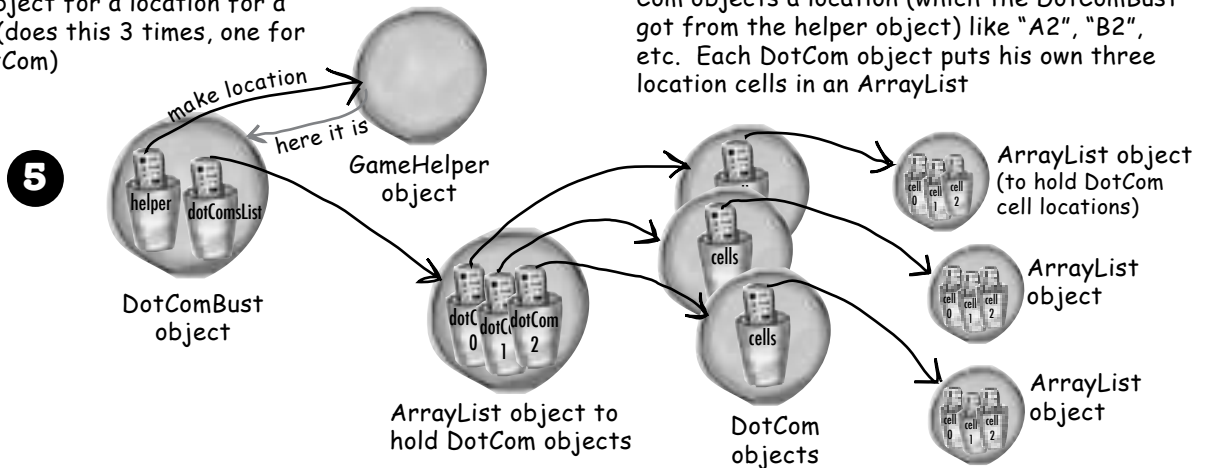 object for a location for a
(does this 3 times, one for
Com)
Com objects a location (which the DotComBust
got from the helper object) like “A2”, “B2”,
etc. Each DotCom object puts his own three
location cells in an ArrayList
make location
here it is
5
GameHelper
object
helper
dotComsList
DotComBust
object
dotC
0
dotC
1
dotCom
2
ArrayList object to
hold DotCom objects
cells
cells
DotCom
objects
cell
0
cell
1
cell
2
ArrayList object
(to hold DotCom
cell locations)
cell
0
cell
1
cell
2
ArrayList
object
cell
0
cell
1
cell
2
ArrayList
object